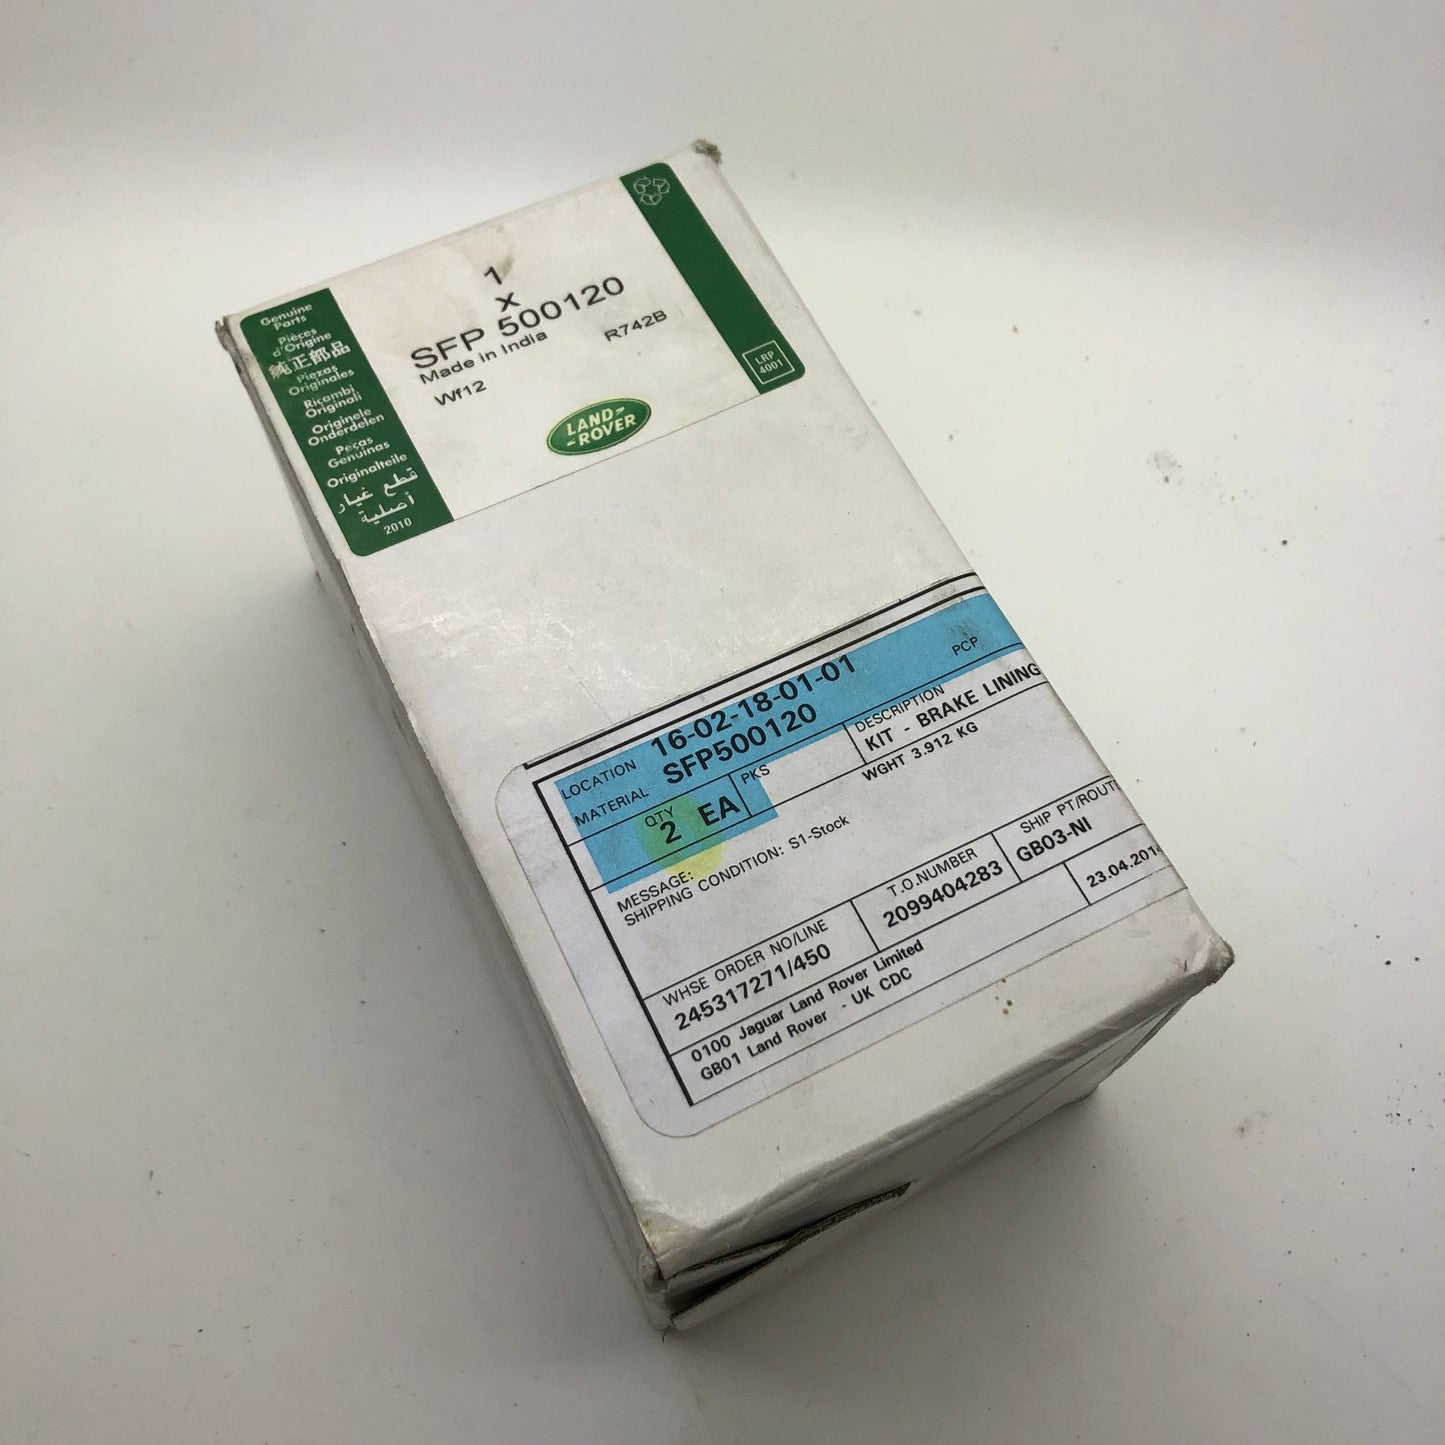 Genuine
Parts
Pièces
d'Origine
純正部品
Piezas
Originales
Ricambi
Originali
Originele
Onderdelen
Peças
Genuínas
Originalteile
قطع غيار
أصلية
2010
1
X
SFP 500120
Made in India
R742B
Wf12
LAND-
-ROVER
LRP
4001
LOCATION 16-02-18-01-01 PCP
MATERIAL SFP500120
DESCRIPTION
KIT - BRAKE LINING
QTY
2 EA
PKS
WGHT 3.912 KG
MESSAGE:
SHIPPING CONDITION: S1-Stock
WHSE ORDER NO/LINE
245317271/450
T.O.NUMBER
2099404283
SHIP PT/ROUT
GB03-NI
23.04.201
0100 Jaguar Land Rover Limited
GB01 Land Rover - UK CDC